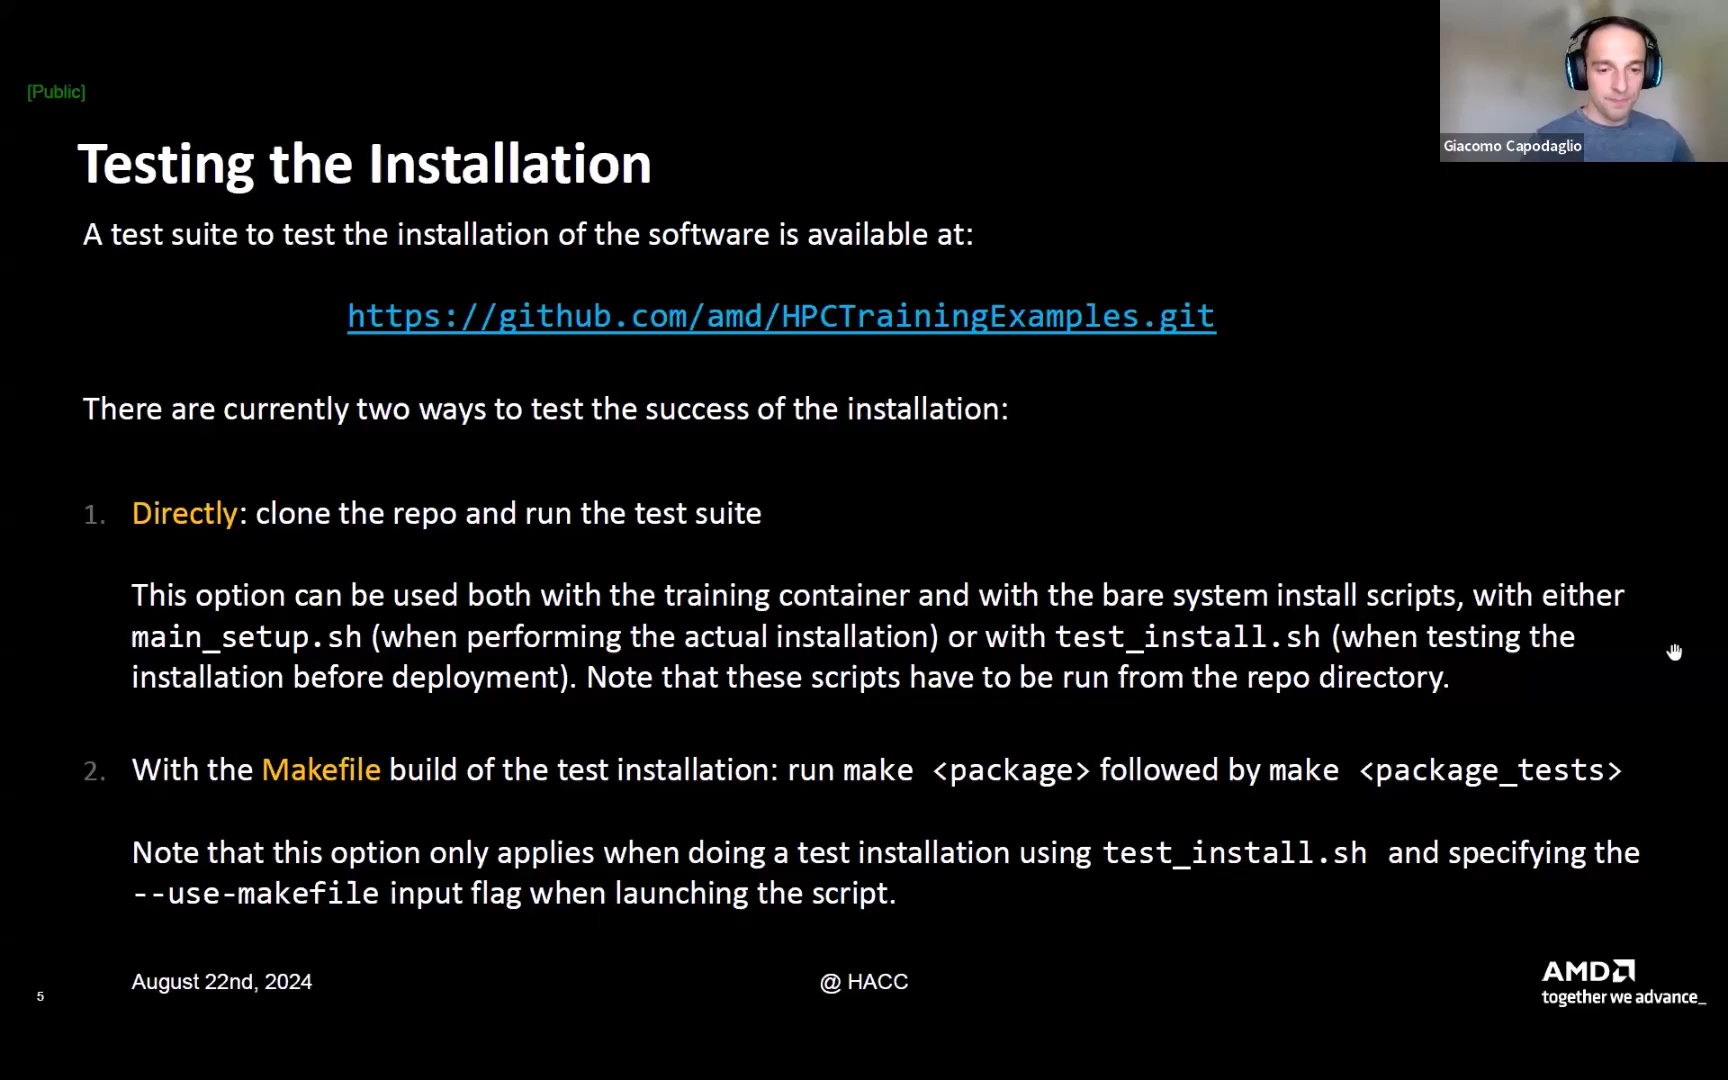 [Public]
Giacomo Capodaglio
Testing the Installation
A test suite to test the installation of the software is available at:
https://github.com/amd/HPCTrainingExamples.git
There are currently two ways to test the success of the installation:
1. Directly: clone the repo and run the test suite
This option can be used both with the training container and with the bare system install scripts, with either
main_setup.sh (when performing the actual installation) or with test_install.sh (when testing the
installation before deployment). Note that these scripts have to be run from the repo directory.
2. With the Makefile build of the test installation: run make <package> followed by make <package_tests>
Note that this option only applies when doing a test installation using test_install.sh and specifying the
--use-makefile input flag when launching the script.
5
August 22nd, 2024
@ HACC
AMD
together we advance_